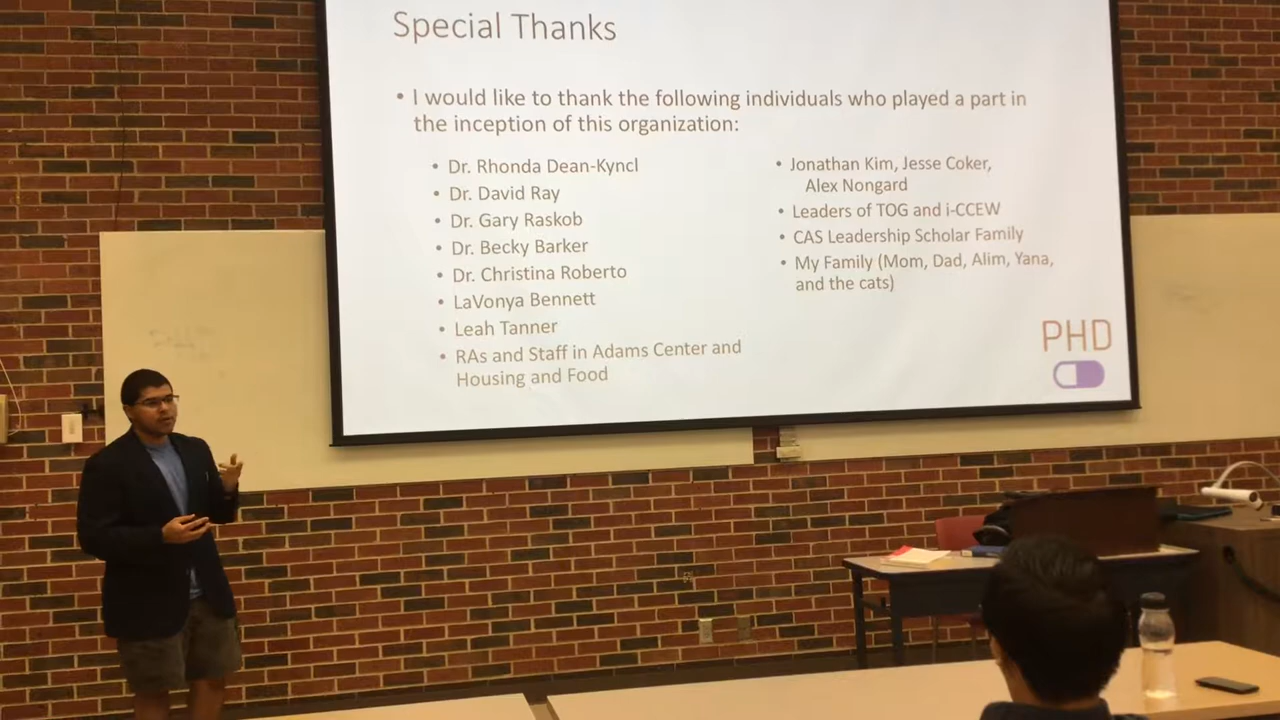 Special Thanks
• I would like to thank the following individuals who played a part in
the inception of this organization:
• Dr. Rhonda Dean-Kyncl
• Dr. David Ray
• Dr. Gary Raskob
• Dr. Becky Barker
• Dr. Christina Roberto
• LaVonya Bennett
• Leah Tanner
• RAs and Staff in Adams Center and
Housing and Food
• Jonathan Kim, Jesse Coker,
Alex Nongard
• Leaders of TOG and i-CCEW
• CAS Leadership Scholar Family
• My Family (Mom, Dad, Alim, Yana,
and the cats)
PHD